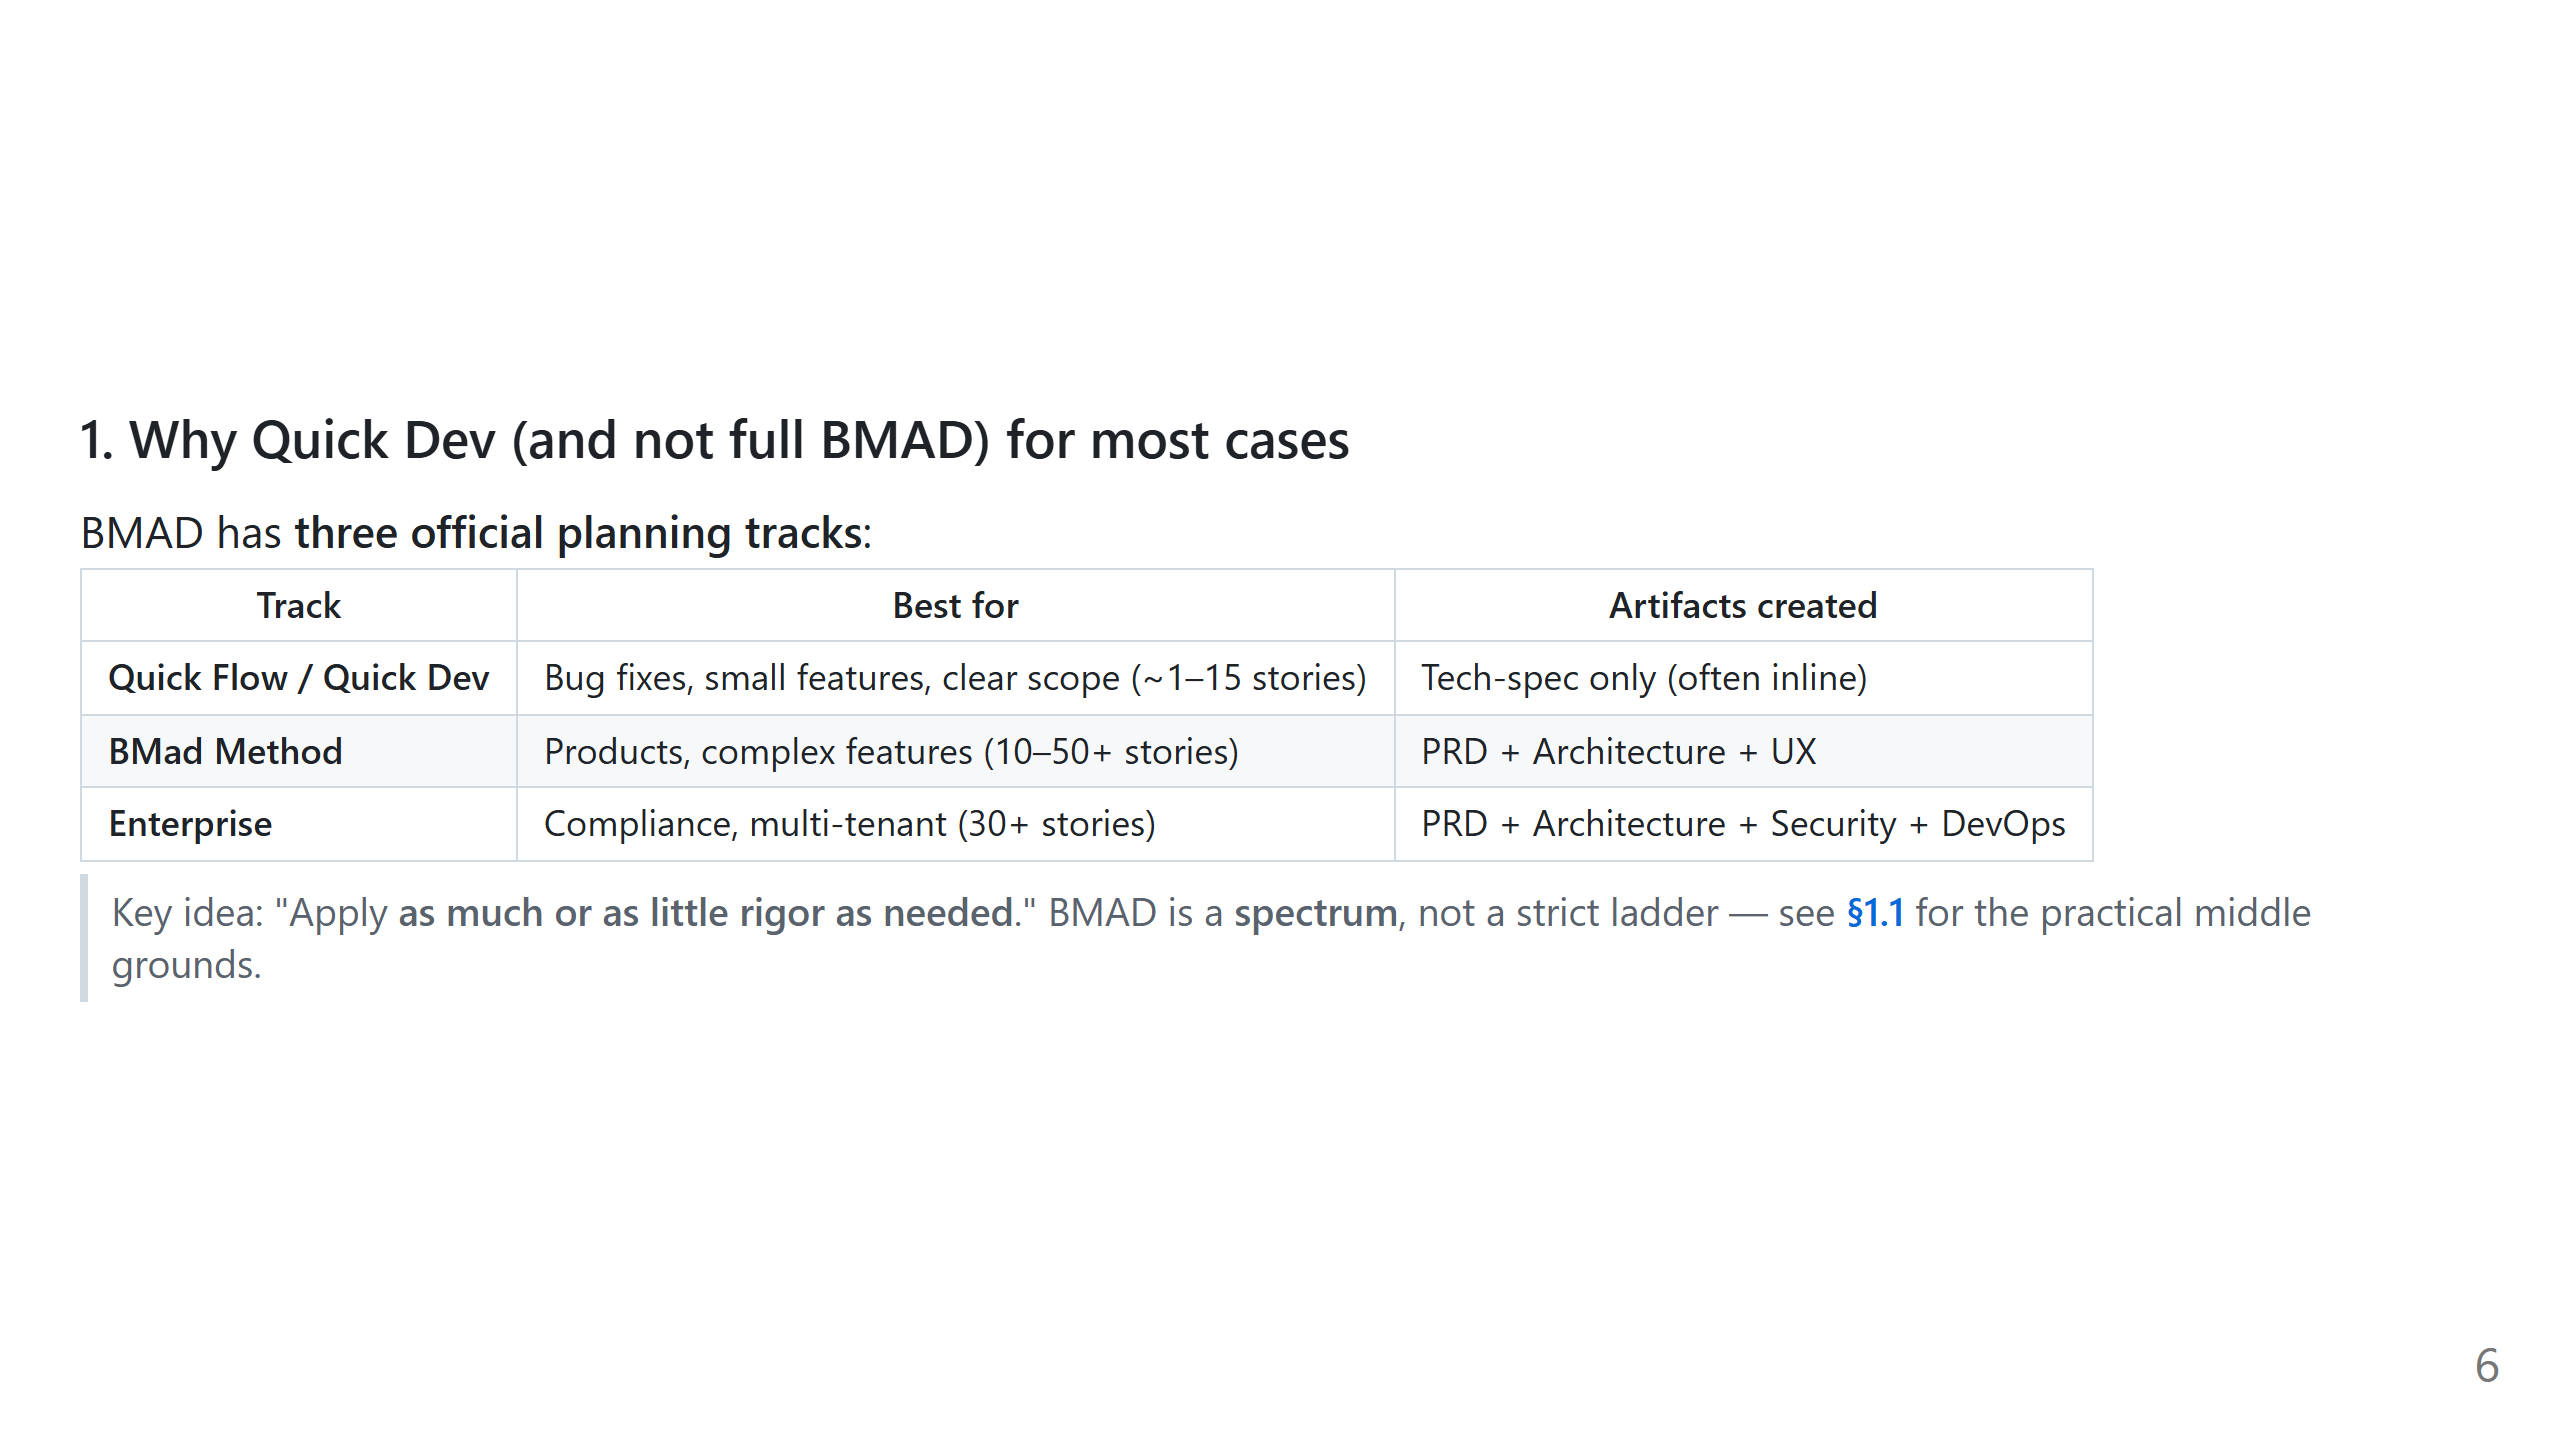 1. Why Quick Dev (and not full BMAD) for most cases
BMAD has three official planning tracks:
Track Best for Artifacts created
Quick Flow / Quick Dev Bug fixes, small features, clear scope (~1–15 stories) Tech-spec only (often inline)
BMad Method Products, complex features (10–50+ stories) PRD + Architecture + UX
Enterprise Compliance, multi-tenant (30+ stories) PRD + Architecture + Security + DevOps
Key idea: "Apply as much or as little rigor as needed." BMAD is a spectrum, not a strict ladder — see §1.1 for the practical middle
grounds.
6